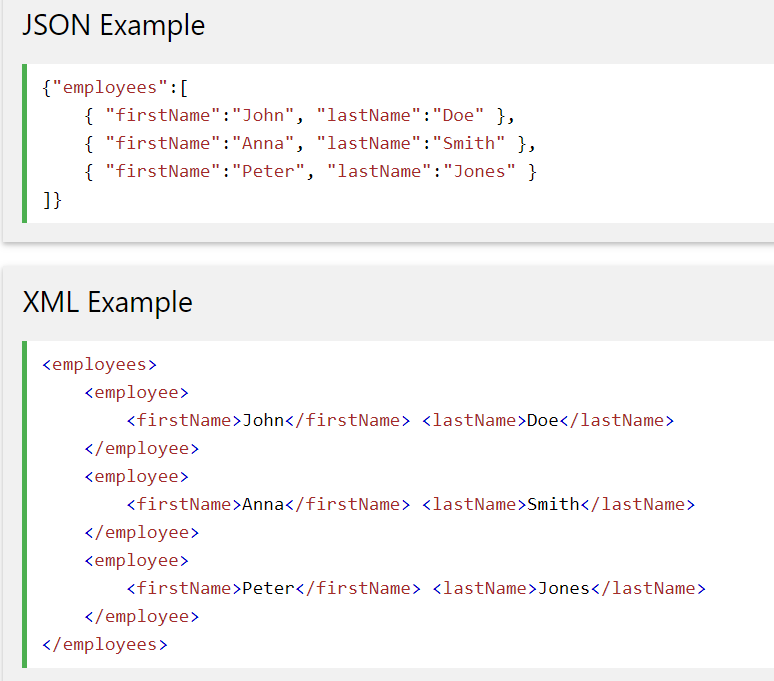 JSON Example
{"employees":[
    { "firstName":"John", "lastName":"Doe" },
    { "firstName":"Anna", "lastName":"Smith" },
    { "firstName":"Peter", "lastName":"Jones" }
]}
XML Example
<employees>
    <employee>
        <firstName>John</firstName> <lastName>Doe</lastName>
    </employee>
    <employee>
        <firstName>Anna</firstName> <lastName>Smith</lastName>
    </employee>
    <employee>
        <firstName>Peter</firstName> <lastName>Jones</lastName>
    </employee>
</employees>